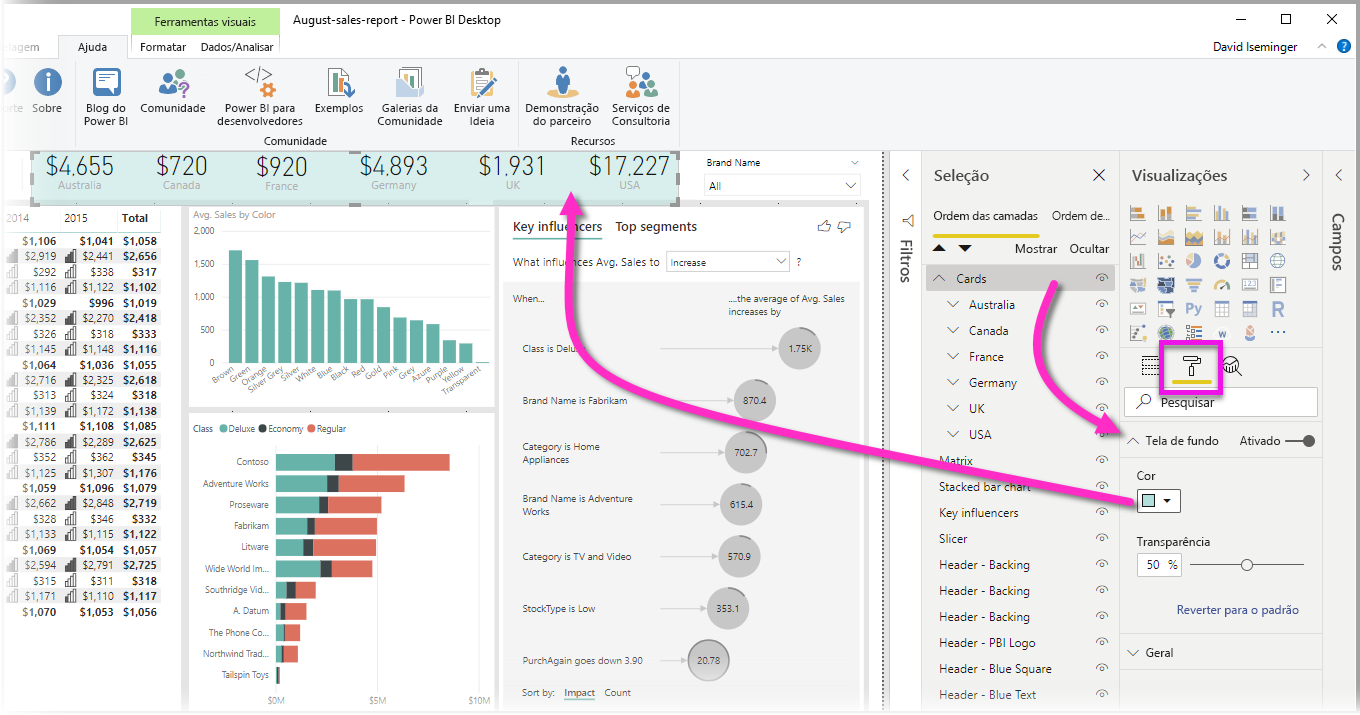 Ferramentas visuais
August-sales-report - Power BI Desktop
Ajuda
Formatar
Dados/Analisar
David Iseminger
Sobre
Blog do Power BI
Comunidade
Power BI para desenvolvedores
Exemplos
Galerias da Comunidade
Enviar uma Ideia
Demonstração do parceiro
Serviços de Consultoria
Comunidade
Recursos
$4,655 $720 $920 $4,893 $1,931 $17,227
Australia Canada France Germany UK USA
Brand Name
All
2014 2015 Total
$1,106 $1,041 $1,058
$2,919 $2,441 $2,656
$292 $338 $317
$1,116 $1,122 $1,102
$1,029 $996 $1,019
$2,352 $2,270 $2,418
$326 $318 $333
$1,145 $1,148 $1,116
$1,064 $1,036 $1,055
$2,716 $2,325 $2,618
$313 $324 $318
$1,139 $1,172 $1,138
$1,111 $1,108 $1,085
$2,786 $2,289 $2,625
$352 $362 $345
$1,125 $1,307 $1,176
$1,059 $1,096 $1,079
$2,662 $2,848 $2,719
$328 $346 $332
$1,133 $1,115 $1,122
$1,069 $1,054 $1,057
$2,594 $2,791 $2,725
$315 $311 $318
$1,171 $1,110 $1,117
$1,070 $1,053 $1,056
Avg. Sales by Color
2,000
1,500
1,000
500
0
Brown Green Orange Silver Grey Silver White Blue Black Red Gold Pink Grey Azure Purple Yellow Transparent
Class Deluxe Economy Regular
Contoso
Adventure Works
Proseware
Fabrikam
Litware
Wide World Im...
Southridge Vid...
A. Datum
The Phone Co...
Northwind Trad...
Tailspin Toys
$0M $5M $10M
Key influencers Top segments
What influences Avg. Sales to Increase ?
When...
....the average of Avg. Sales increases by
Class is Deluxe 1.75K
Brand Name is Fabrikam 870.4
Category is Home Appliances 702.7
Brand Name is Adventure Works 615.4
Category is TV and Video 570.9
StockType is Low 353.1
PurchAgain goes down 3.90 20.78
Sort by: Impact Count
Filtros
Seleção
Ordem das camadas Ordem de...
Mostrar Ocultar
Cards
Australia
Canada
France
Germany
UK
USA
Matrix
Stacked bar chart
Key influencers
Slicer
Header - Backing
Header - Backing
Header - Backing
Header - PBI Logo
Header - Blue Square
Header - Blue Text
Visualizações
Py
R
Pesquisar
Tela de fundo Ativado
Cor
Transparência
50 %
Reverter para o padrão
Geral
Campos